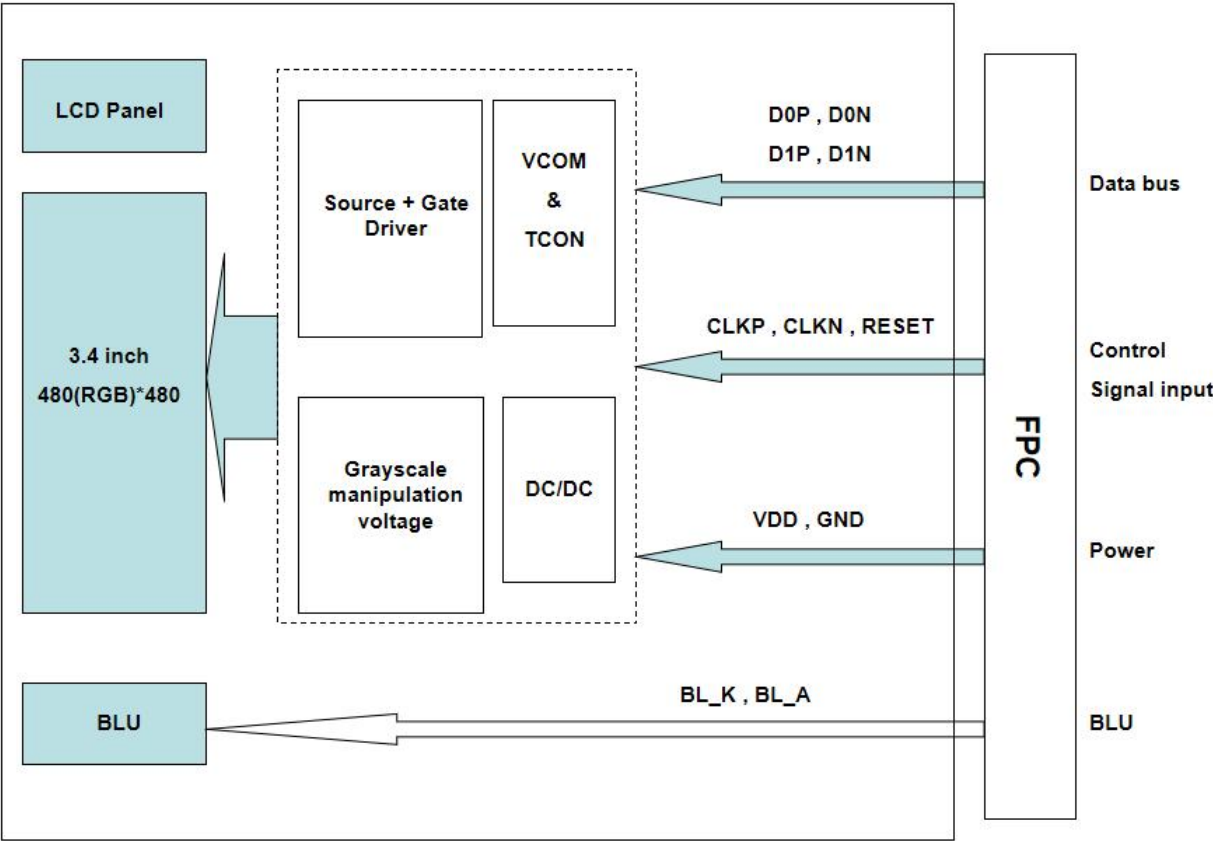 LCD Panel
3.4 inch
480(RGB)*480
BLU
Source + Gate
Driver
VCOM
&
TCON
Grayscale
manipulation
voltage
DC/DC
D0P , D0N
D1P , D1N
CLKP , CLKN , RESET
VDD , GND
BL_K , BL_A
FPC
Data bus
Control
Signal input
Power
BLU